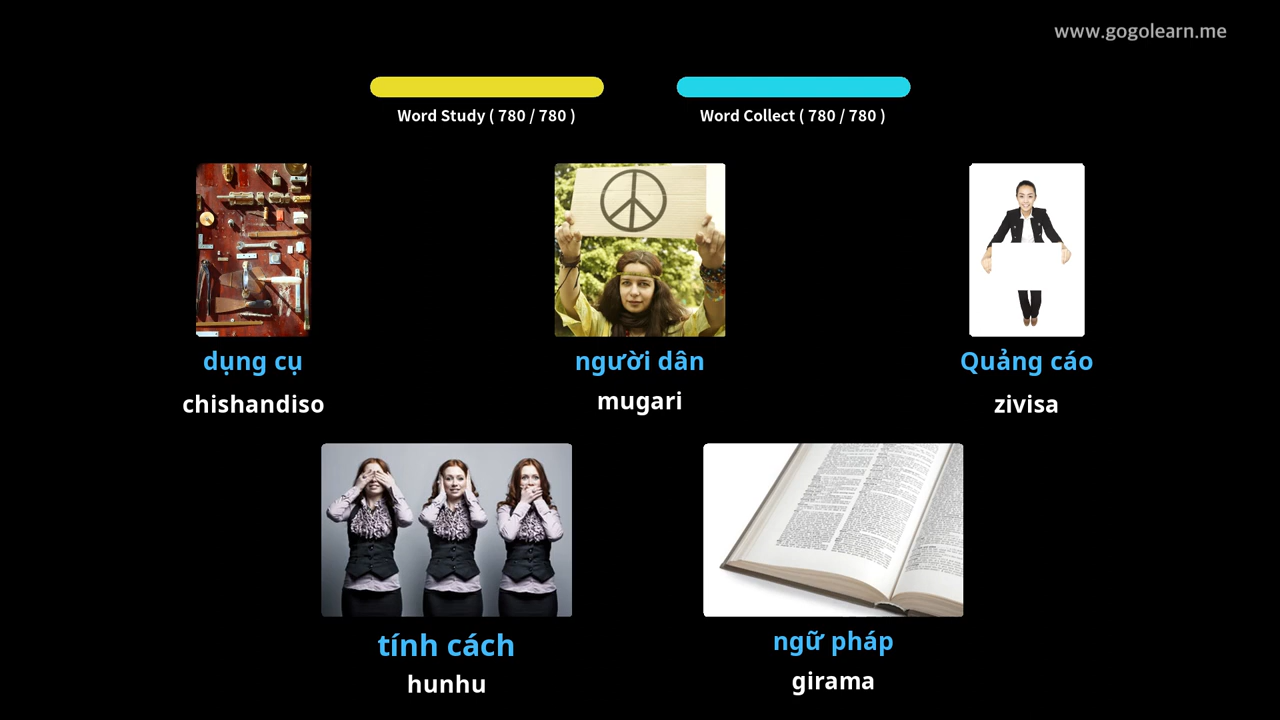 www.gogolearn.me
Word Study ( 780 / 780 )
Word Collect ( 780 / 780 )
dụng cụ
chishandiso
người dân
mugari
Quảng cáo
zivisa
tính cách
hunhu
ngữ pháp
girama